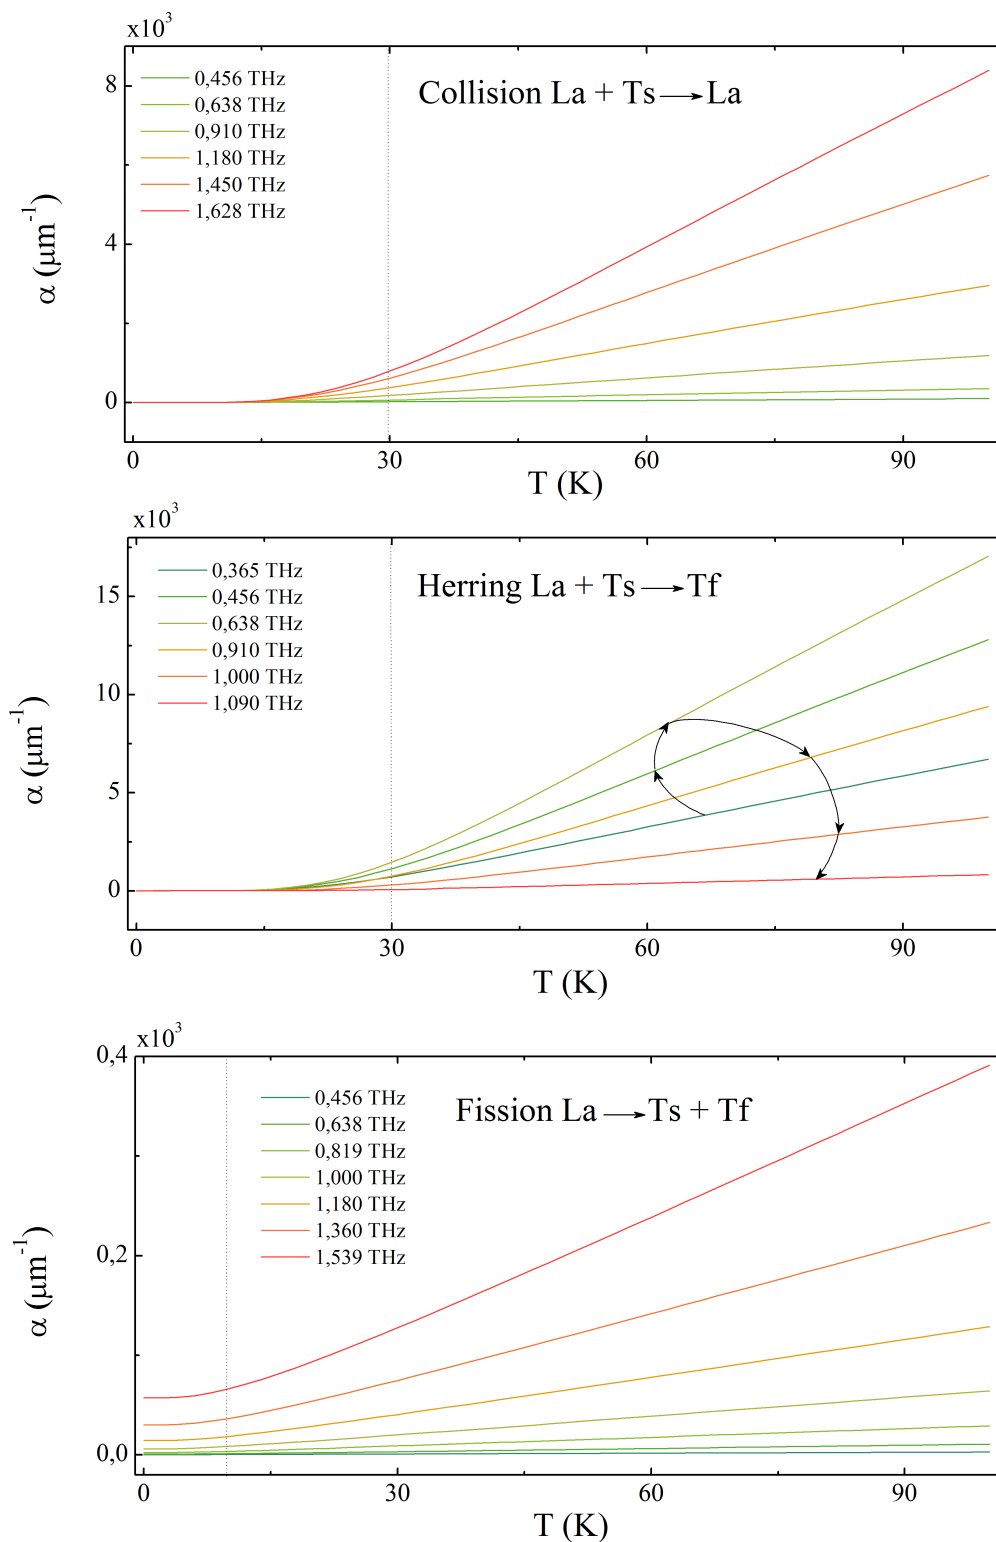 x10³
8
4
0
α (µm⁻¹)
0,456 THz
0,638 THz
0,910 THz
1,180 THz
1,450 THz
1,628 THz
Collision La + Ts → La
0 30 60 90
T (K)
x10³
15
10
5
0
α (µm⁻¹)
0,365 THz
0,456 THz
0,638 THz
0,910 THz
1,000 THz
1,090 THz
Herring La + Ts → Tf
0 30 60 90
T (K)
x10³
0,4
0,2
0,0
α (µm⁻¹)
0,456 THz
0,638 THz
0,819 THz
1,000 THz
1,180 THz
1,360 THz
1,539 THz
Fission La → Ts + Tf
0 30 60 90
T (K)